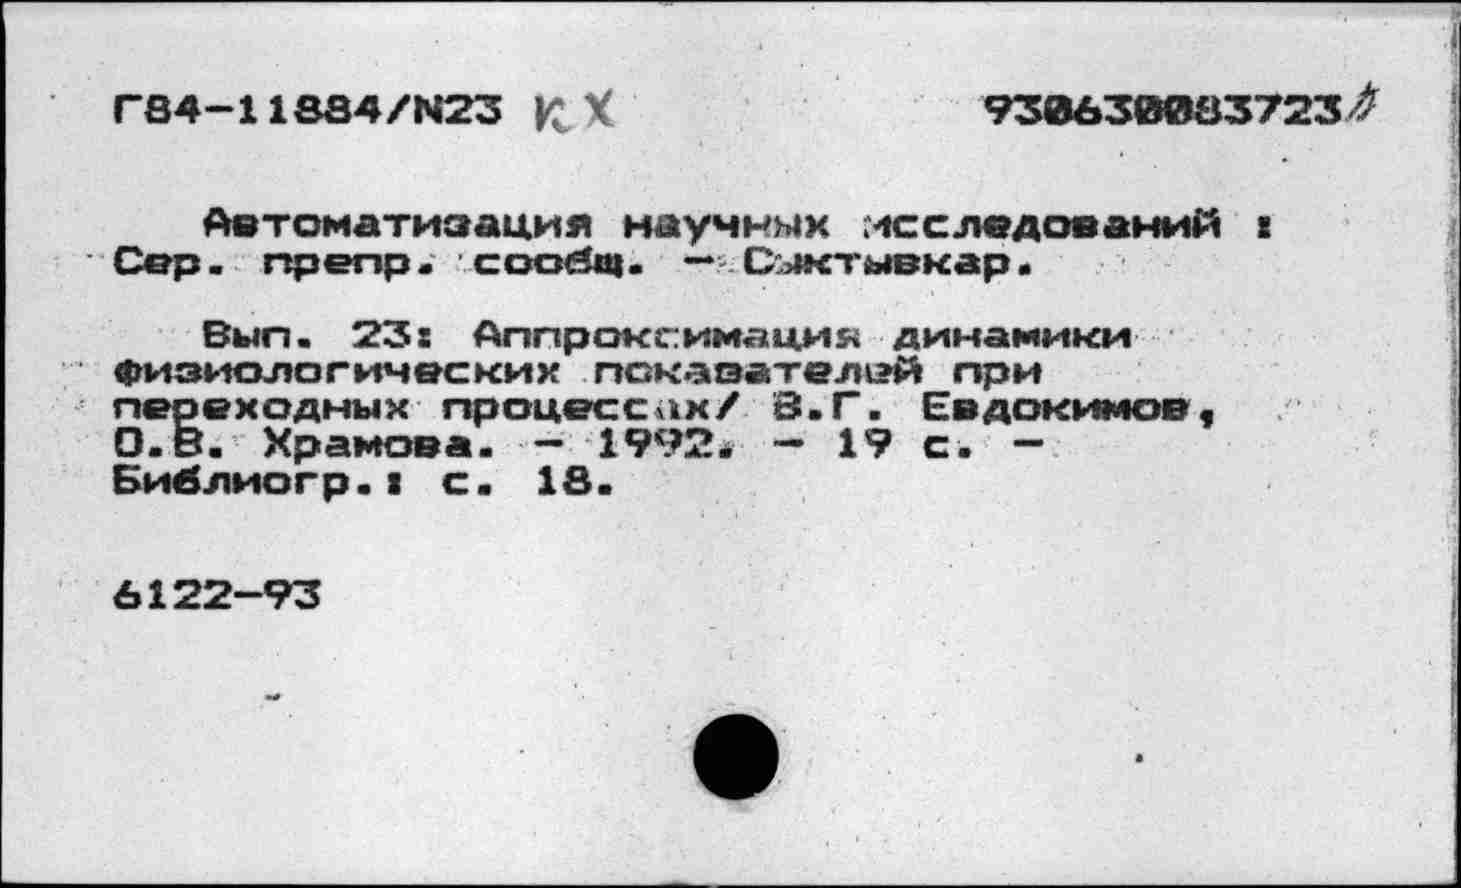 Г84-11884/N23 КХ 930630083723
Автоматизация научных исследований :
Сер. препр. сообщ. - Сыктывкар.
Вып. 23: Аппроксимация динамики
физиологических показателей при
переходных процессах/ В.Г. Евдокимов,
О.В. Храмова. - 1992. - 19 с. -
Библиогр.: с. 18.
6122-93